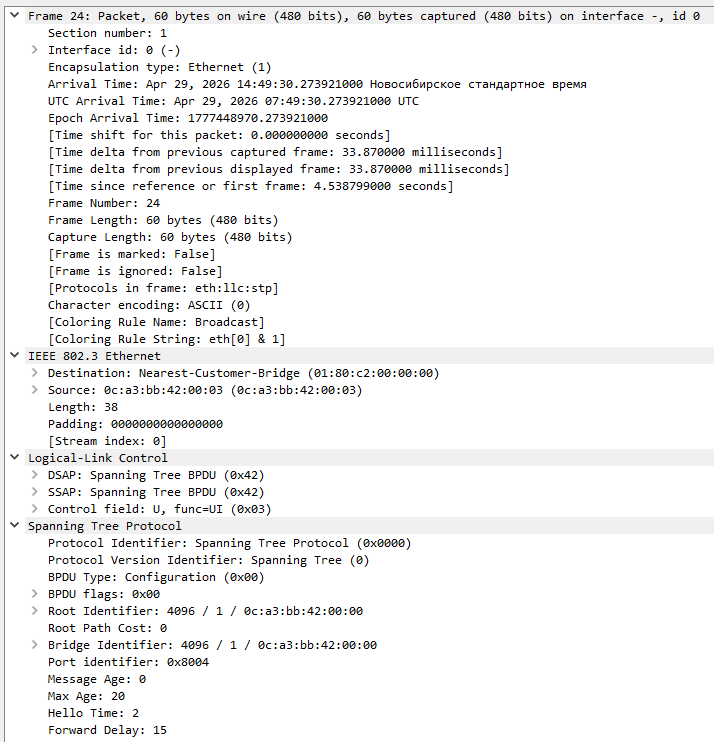 Frame 24: Packet, 60 bytes on wire (480 bits), 60 bytes captured (480 bits) on interface -, id 0
Section number: 1
Interface id: 0 (-)
Encapsulation type: Ethernet (1)
Arrival Time: Apr 29, 2026 14:49:30.273921000 Новосибирское стандартное время
UTC Arrival Time: Apr 29, 2026 07:49:30.273921000 UTC
Epoch Arrival Time: 1777448970.273921000
[Time shift for this packet: 0.000000000 seconds]
[Time delta from previous captured frame: 33.870000 milliseconds]
[Time delta from previous displayed frame: 33.870000 milliseconds]
[Time since reference or first frame: 4.538799000 seconds]
Frame Number: 24
Frame Length: 60 bytes (480 bits)
Capture Length: 60 bytes (480 bits)
[Frame is marked: False]
[Frame is ignored: False]
[Protocols in frame: eth:llc:stp]
Character encoding: ASCII (0)
[Coloring Rule Name: Broadcast]
[Coloring Rule String: eth[0] & 1]
IEEE 802.3 Ethernet
Destination: Nearest-Customer-Bridge (01:80:c2:00:00:00)
Source: 0c:a3:bb:42:00:03 (0c:a3:bb:42:00:03)
Length: 38
Padding: 0000000000000000
[Stream index: 0]
Logical-Link Control
DSAP: Spanning Tree BPDU (0x42)
SSAP: Spanning Tree BPDU (0x42)
Control field: U, func=UI (0x03)
Spanning Tree Protocol
Protocol Identifier: Spanning Tree Protocol (0x0000)
Protocol Version Identifier: Spanning Tree (0)
BPDU Type: Configuration (0x00)
BPDU flags: 0x00
Root Identifier: 4096 / 1 / 0c:a3:bb:42:00:00
Root Path Cost: 0
Bridge Identifier: 4096 / 1 / 0c:a3:bb:42:00:00
Port identifier: 0x8004
Message Age: 0
Max Age: 20
Hello Time: 2
Forward Delay: 15